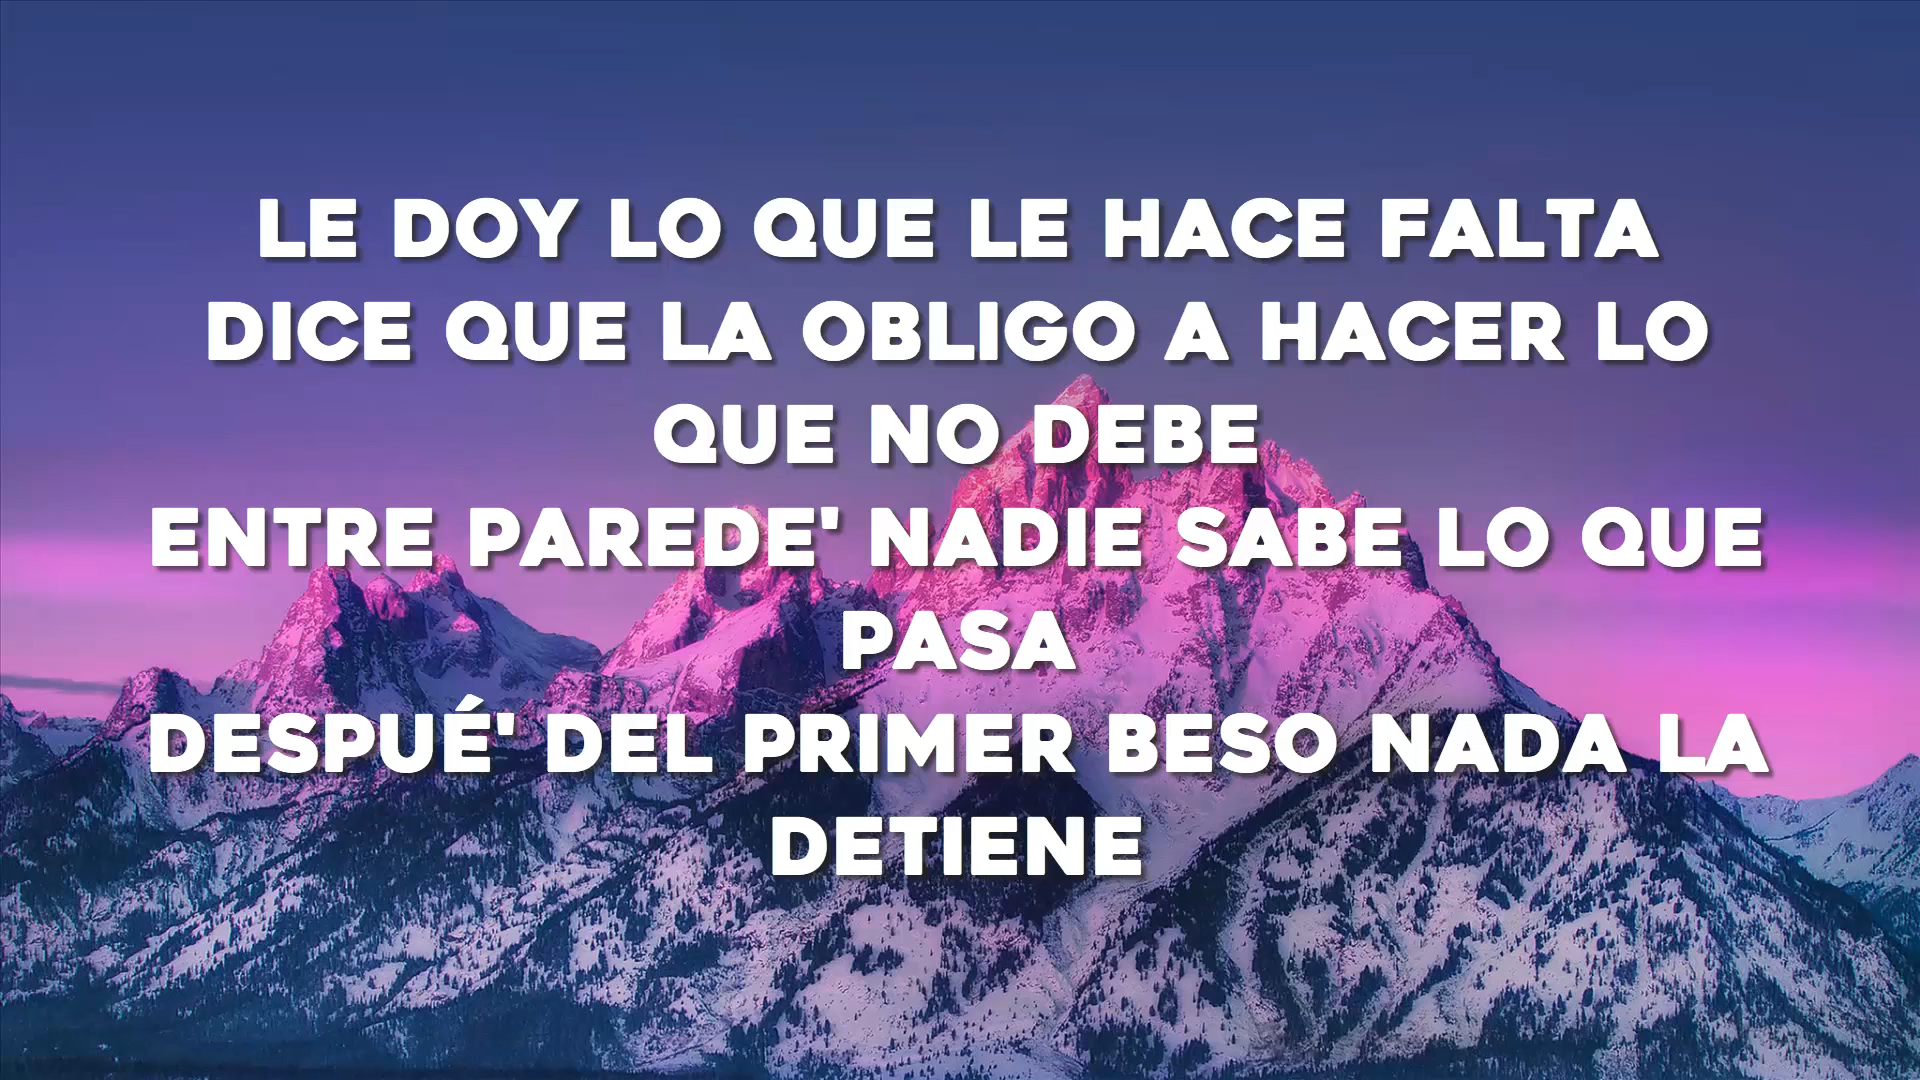 LE DOY LO QUE LE HACE FALTA
DICE QUE LA OBLIGO A HACER LO
QUE NO DEBE
ENTRE PAREDE' NADIE SABE LO QUE
PASA
DESPUÉ' DEL PRIMER BESO NADA LA
DETIENE